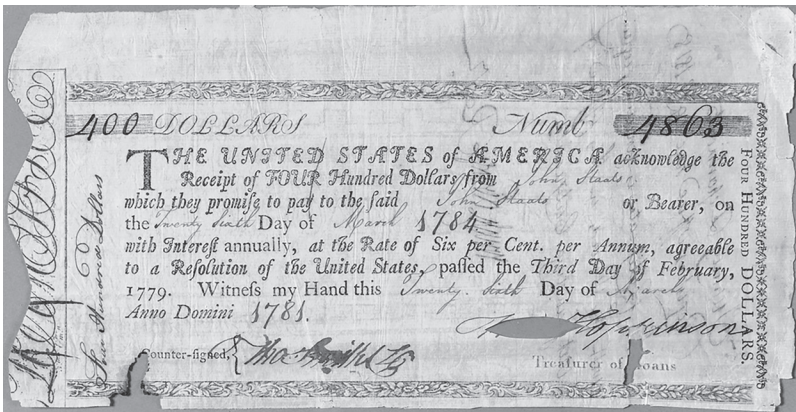 400 DOLLARS Numb 4863
THE UNITED STATES of AMERICA acknowledge the
Receipt of FOUR Hundred Dollars from John Staats
which they promise to pay to the said John Staats or Bearer, on
the Twenty Sixth Day of March 1784
with Interest annually, at the Rate of Six per Cent. per Annum, agreeable
to a Resolution of the United States, passed the Third Day of February,
1779. Witness my Hand this Twenty Sixth Day of March
Anno Domini 1781.
Hopkinson
Counter-signed,
Treasurer of Loans
Four Hundred Dollars
FOUR HUNDRED DOLLARS.